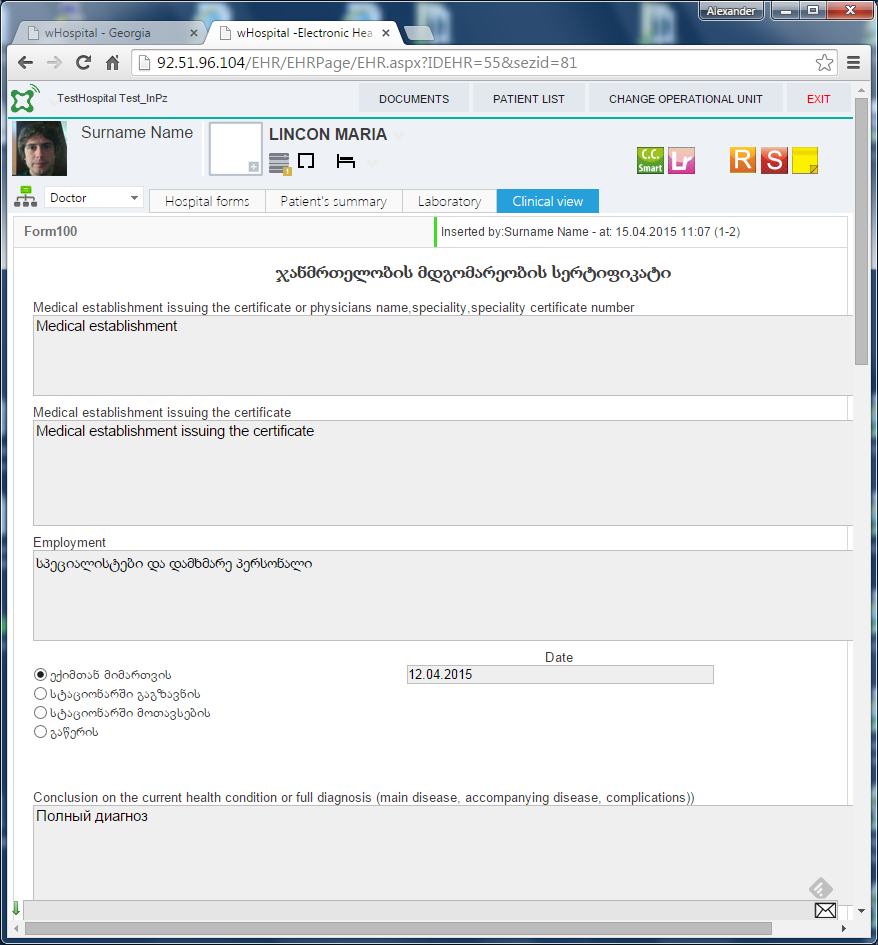 Alexander
wHospital - Georgia
wHospital -Electronic Hea
92.51.96.104/EHR/EHRPage/EHR.aspx?IDEHR=55&sezid=81
TestHospital Test_InPz
DOCUMENTS
PATIENT LIST
CHANGE OPERATIONAL UNIT
EXIT
Surname Name
LINCON MARIA
C.C. Smart
Lr
R
S
Doctor
Hospital forms
Patient's summary
Laboratory
Clinical view
Form100
Inserted by:Surname Name - at: 15.04.2015 11:07 (1-2)
ჯანმრთელობის მდგომარეობის სერტიფიკატი
Medical establishment issuing the certificate or physicians name,speciality,speciality certificate number
Medical establishment
Medical establishment issuing the certificate
Medical establishment issuing the certificate
Employment
სპეციალისტები და დამხმარე პერსონალი
Date
ექიმთან მიმართვის
12.04.2015
სტაციონარში გაგზავნის
სტაციონარში მოთავსების
გაწერის
Conclusion on the current health condition or full diagnosis (main disease, accompanying disease, complications))
Полный диагноз